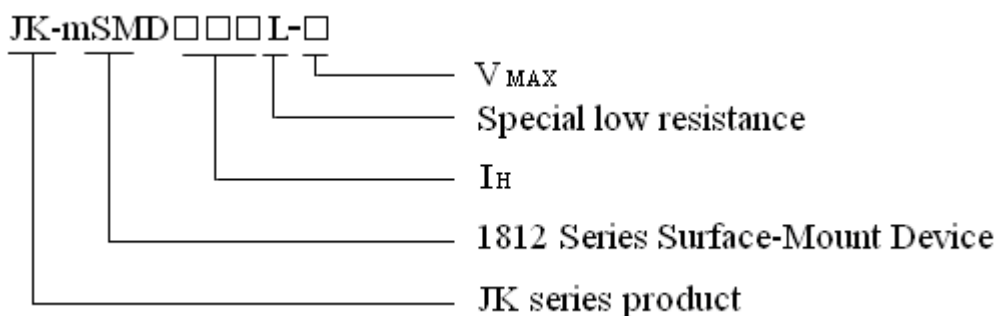 JK-mSMD□□□L-□
VMAX
Special low resistance
IH
1812 Series Surface-Mount Device
JK series product